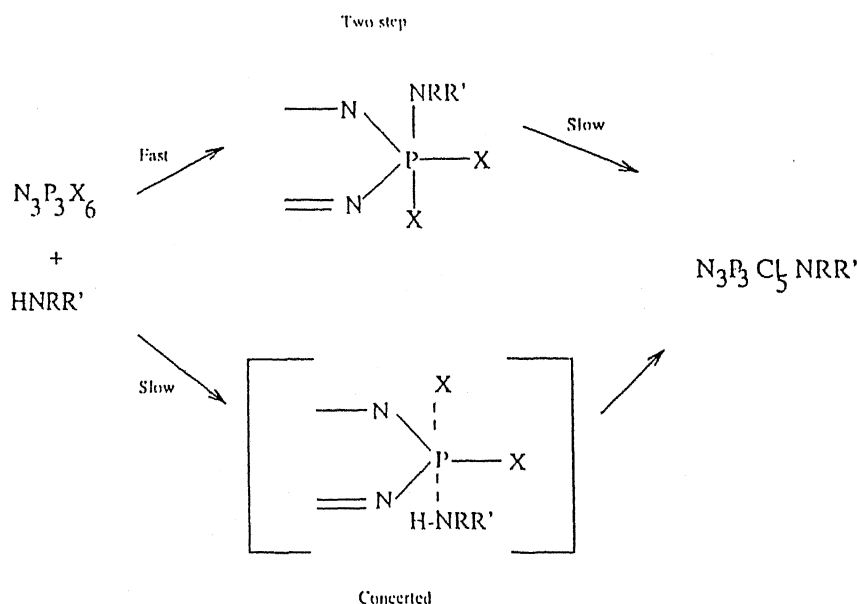 Two step
NRR'
N
Slow
Fast
P X
N
X
N3P3X6
+
N3P3Cl5NRR'
HNRR'
Slow
X
N
P X
N
H-NRR'
Concerted